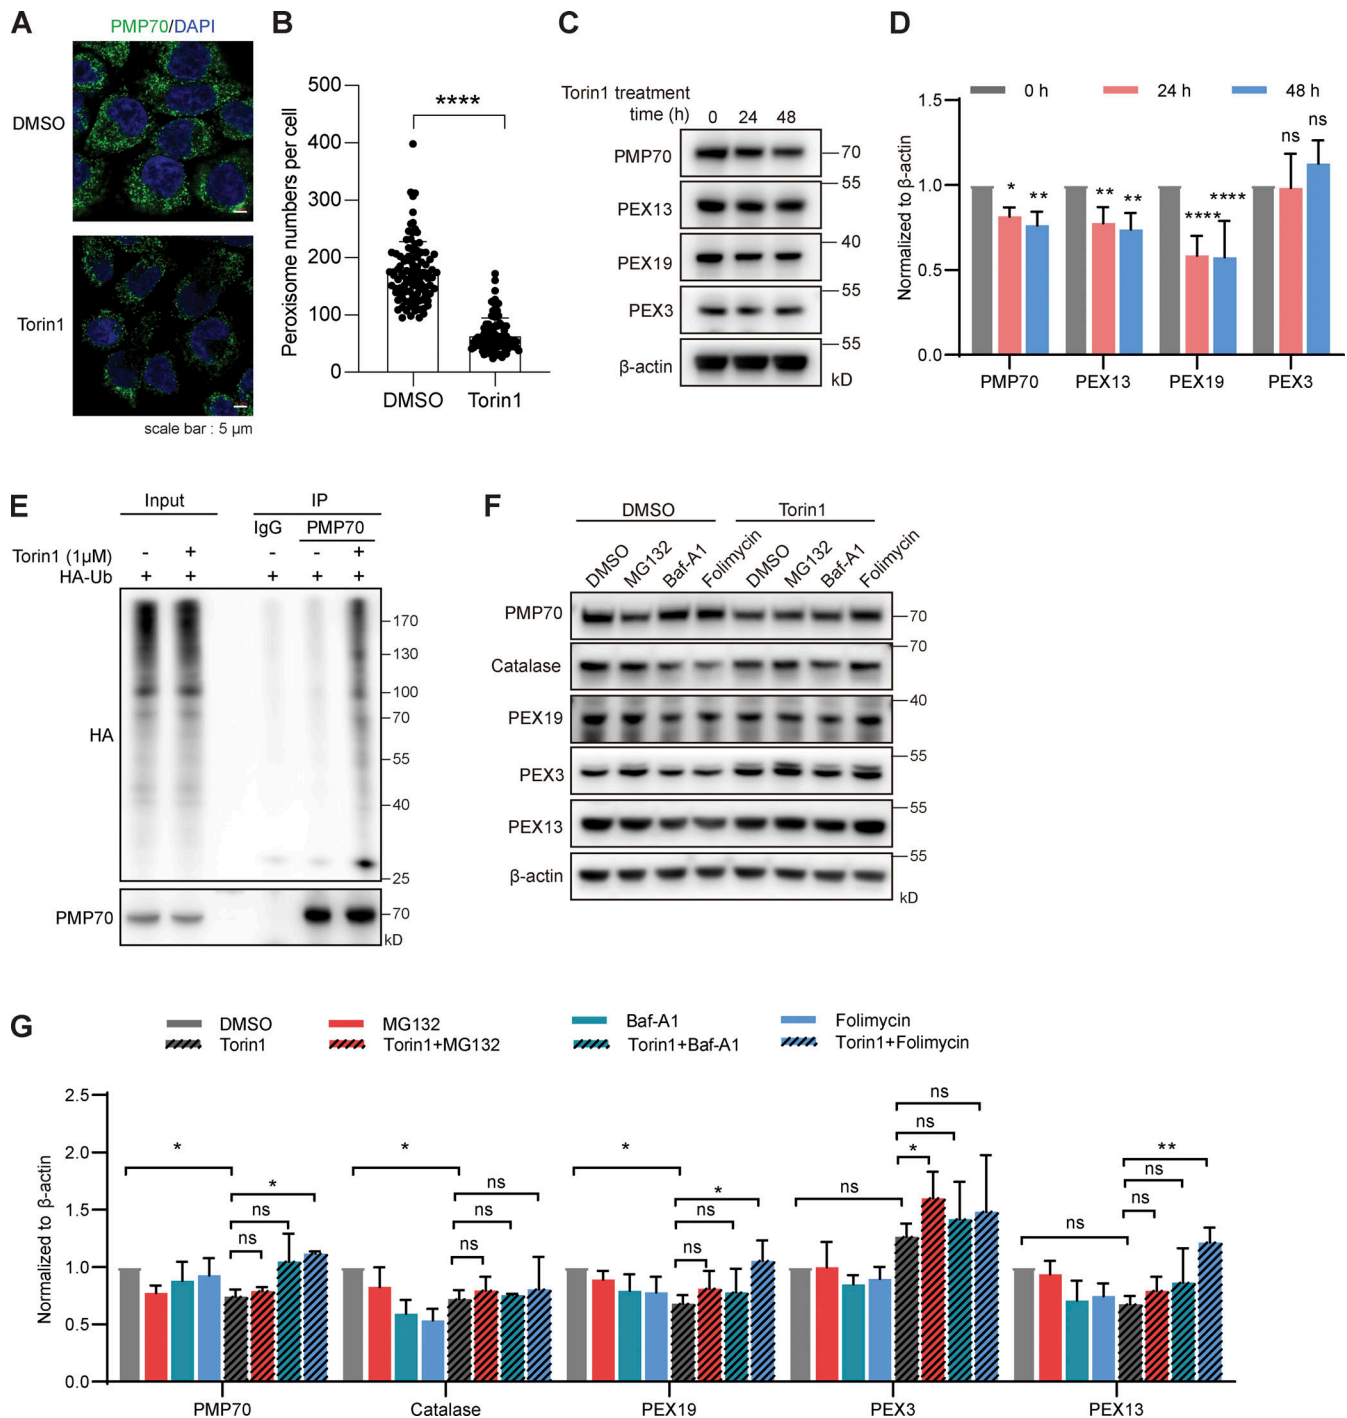 A
PMP70/DAPI
DMSO
Torin1
scale bar : 5 µm
B
Peroxisome numbers per cell
500
400
300
200
100
0
****
DMSO Torin1
C
Torin1 treatment
time (h) 0 24 48
PMP70 70
55
PEX13
40
PEX19
55
PEX3
55
β-actin
kD
D
0 h 24 h 48 h
Normalized to β-actin
1.5
1.0
0.5
0.0
* ** ** ** **** **** ns ns
PMP70 PEX13 PEX19 PEX3
E
Input IP
IgG PMP70
Torin1 (1µM) - + - - +
HA-Ub + + + + +
HA
170
130
100
70
55
40
25
PMP70 70
kD
F
DMSO Torin1
DMSO MG132 Baf-A1 Folimycin DMSO MG132 Baf-A1 Folimycin
PMP70 70
70
Catalase
40
PEX19
55
PEX3
55
PEX13
55
β-actin
kD
G
DMSO MG132 Baf-A1 Folimycin
Torin1 Torin1+MG132 Torin1+Baf-A1 Torin1+Folimycin
Normalized to β-actin
2.5
2.0
1.5
1.0
0.5
0.0
* ns ns *
* ns ns ns
* ns ns *
ns * ns ns
ns ns ns **
PMP70 Catalase PEX19 PEX3 PEX13